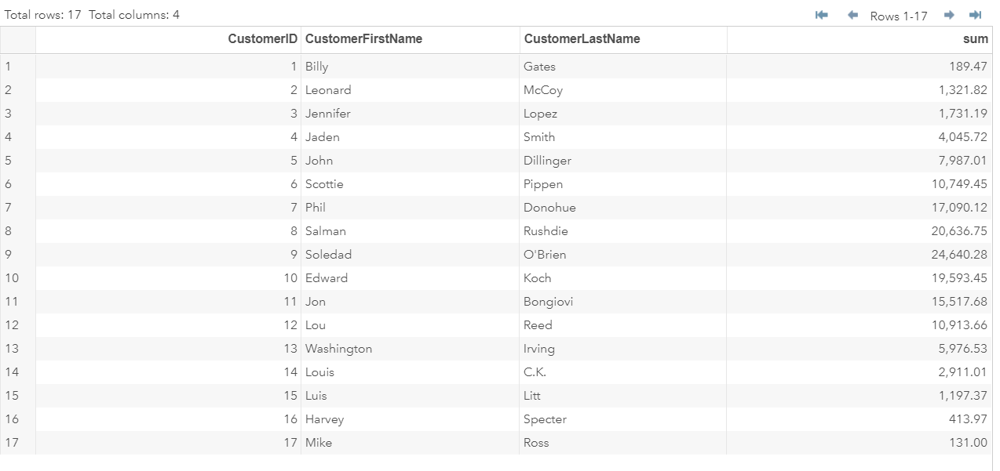 Total rows: 17 Total columns: 4 Rows 1-17
CustomerID CustomerFirstName CustomerLastName sum
1 1 Billy Gates 189.47
2 2 Leonard McCoy 1,321.82
3 3 Jennifer Lopez 1,731.19
4 4 Jaden Smith 4,045.72
5 5 John Dillinger 7,987.01
6 6 Scottie Pippen 10,749.45
7 7 Phil Donohue 17,090.12
8 8 Salman Rushdie 20,636.75
9 9 Soledad O'Brien 24,640.28
10 10 Edward Koch 19,593.45
11 11 Jon Bongiovi 15,517.68
12 12 Lou Reed 10,913.66
13 13 Washington Irving 5,976.53
14 14 Louis C.K. 2,911.01
15 15 Luis Litt 1,197.37
16 16 Harvey Specter 413.97
17 17 Mike Ross 131.00